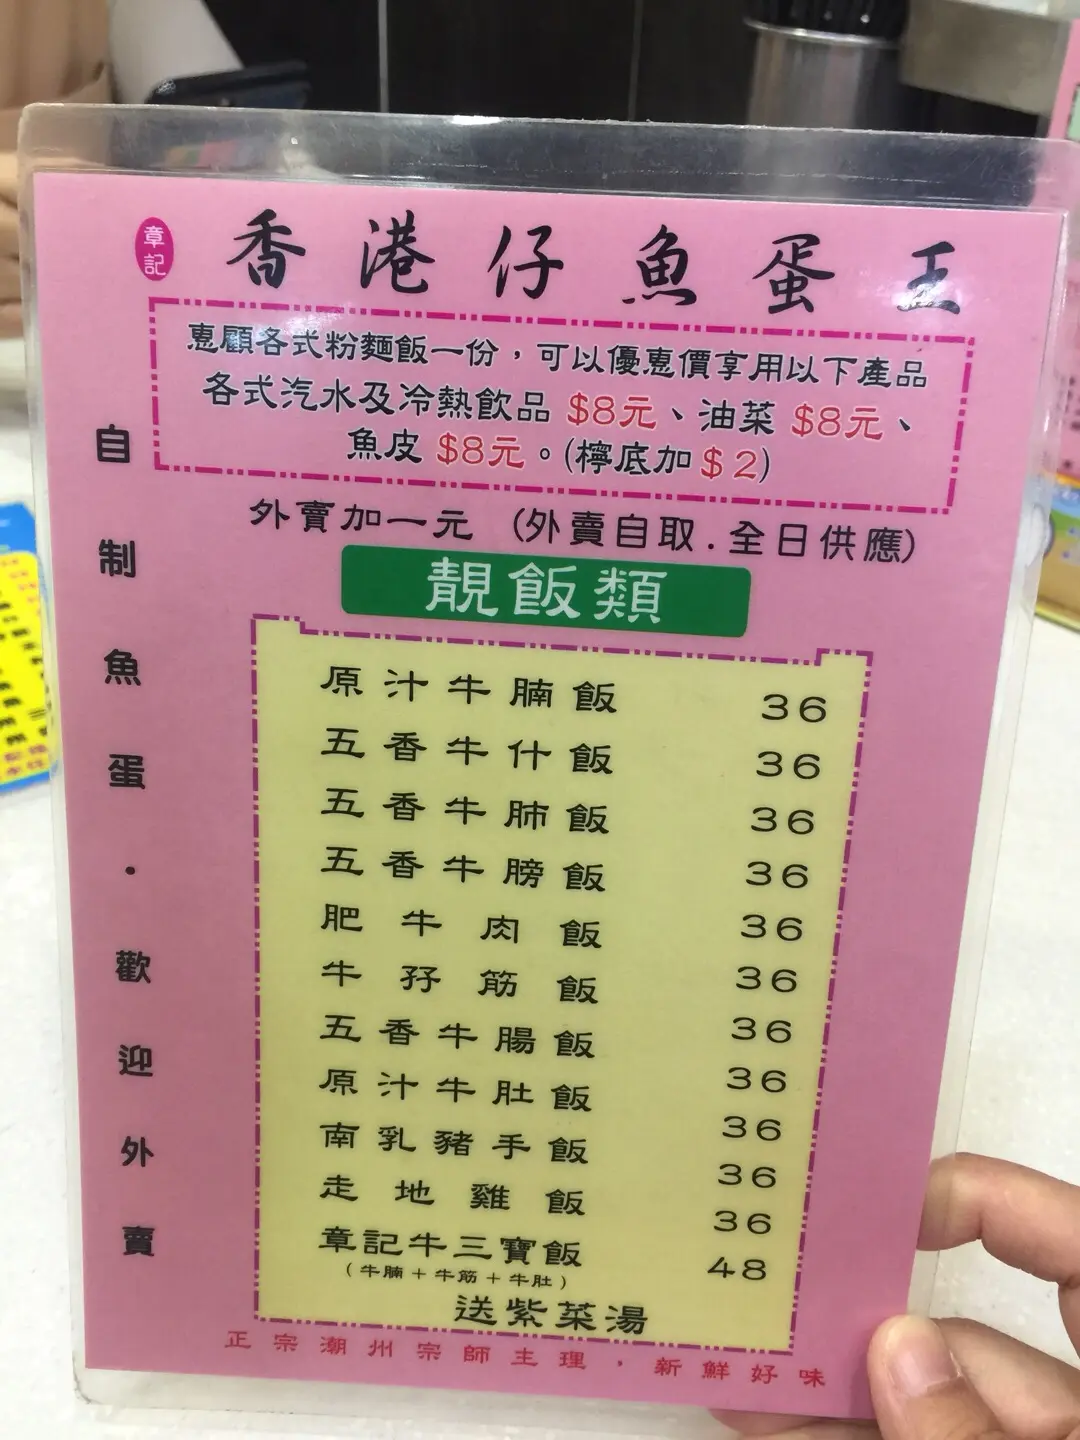 章記
香港仔魚蛋王
惠顧各式粉麵飯一份，可以優惠價享用以下產品
各式汽水及冷熱飲品 $8元、油菜 $8元、
魚皮 $8元。(檸底加 $2)
外賣加一元 (外賣自取.全日供應)
自制魚蛋·歡迎外賣
靚飯類
原汁牛腩飯 36
五香牛什飯 36
五香牛肺飯 36
五香牛膀飯 36
肥牛肉飯 36
牛孖筋飯 36
五香牛腸飯 36
原汁牛肚飯 36
南乳豬手飯 36
走地雞飯 36
章記牛三寶飯 48
(牛腩+牛筋+牛肚)
送紫菜湯
正宗潮州宗師主理，新鮮好味